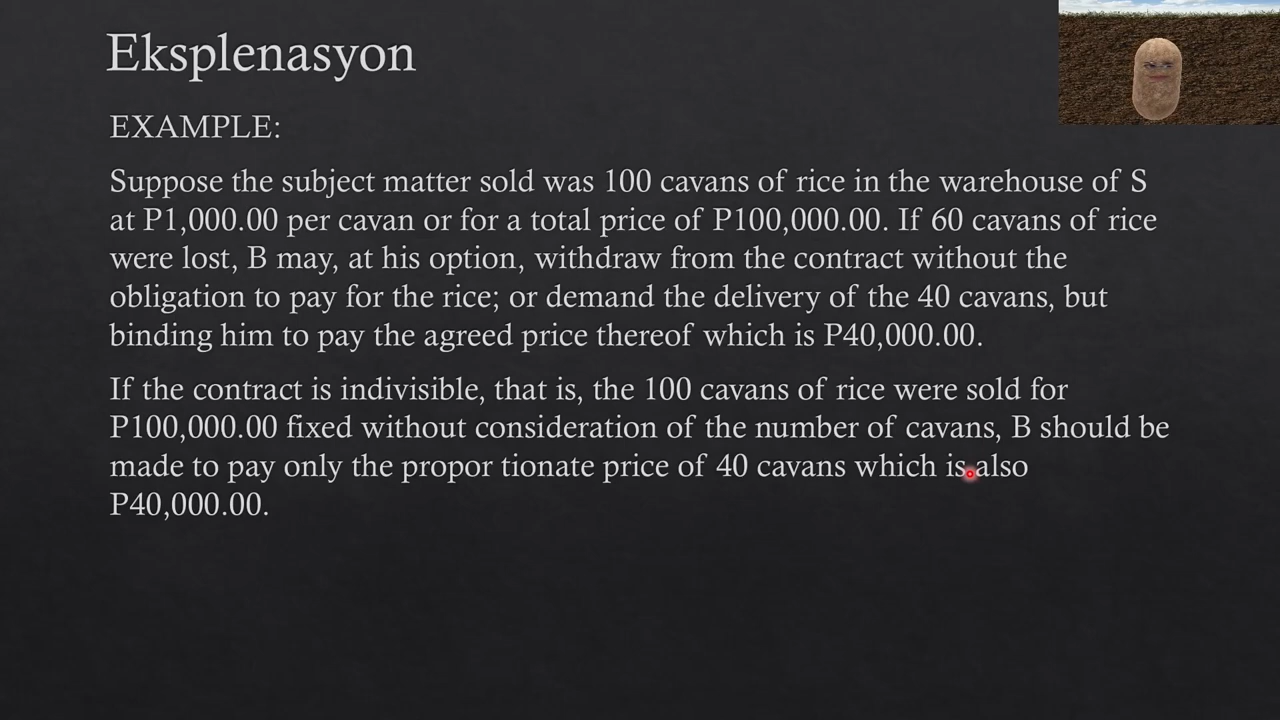 Eksplenasyon
EXAMPLE:
Suppose the subject matter sold was 100 cavans of rice in the warehouse of S
at P1,000.00 per cavan or for a total price of P100,000.00. If 60 cavans of rice
were lost, B may, at his option, withdraw from the contract without the
obligation to pay for the rice; or demand the delivery of the 40 cavans, but
binding him to pay the agreed price thereof which is P40,000.00.
If the contract is indivisible, that is, the 100 cavans of rice were sold for
P100,000.00 fixed without consideration of the number of cavans, B should be
made to pay only the propor tionate price of 40 cavans which is also
P40,000.00.